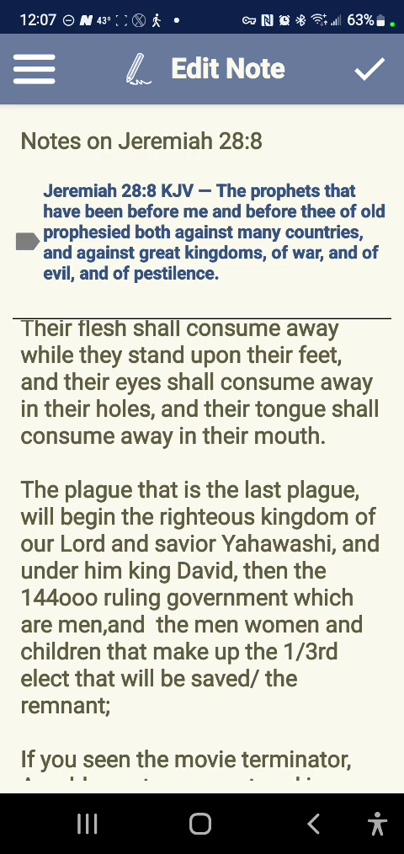 12:07 43° 63%
Edit Note
Notes on Jeremiah 28:8
Jeremiah 28:8 KJV — The prophets that
have been before me and before thee of old
prophesied both against many countries,
and against great kingdoms, of war, and of
evil, and of pestilence.
Their flesh shall consume away
while they stand upon their feet,
and their eyes shall consume away
in their holes, and their tongue shall
consume away in their mouth.
The plague that is the last plague,
will begin the righteous kingdom of
our Lord and savior Yahawashi, and
under him king David, then the
144ooo ruling government which
are men,and  the men women and
children that make up the 1/3rd
elect that will be saved/ the
remnant;
If you seen the movie terminator,